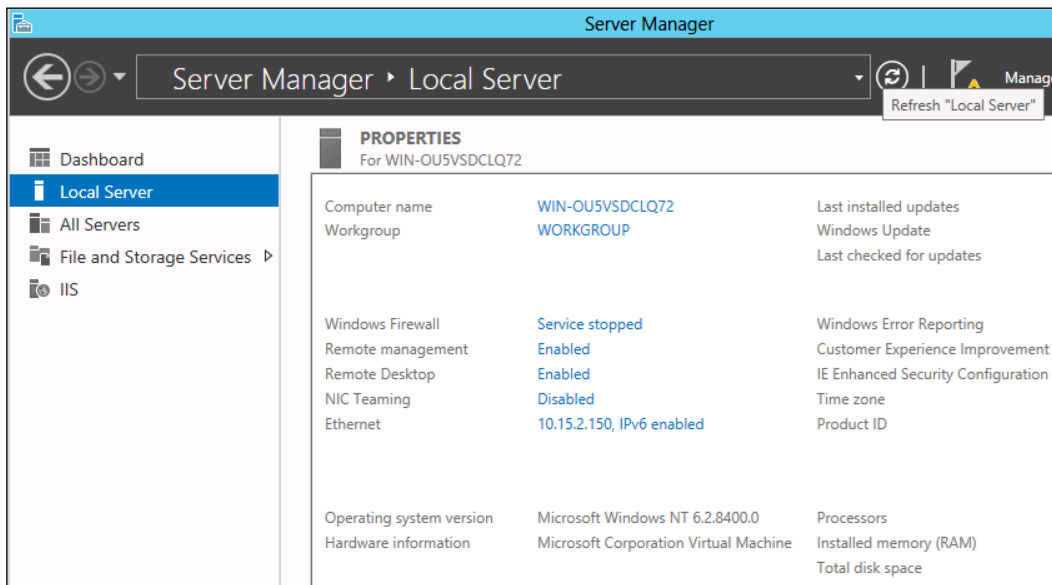 Server Manager
Server Manager ‣ Local Server
Manag
Refresh "Local Server"
Dashboard
Local Server
All Servers
File and Storage Services
IIS
PROPERTIES
For WIN-OU5VSDCLQ72
Computer name WIN-OU5VSDCLQ72 Last installed updates
Workgroup WORKGROUP Windows Update
Last checked for updates
Windows Firewall Service stopped Windows Error Reporting
Remote management Enabled Customer Experience Improvement
Remote Desktop Enabled IE Enhanced Security Configuration
NIC Teaming Disabled Time zone
Ethernet 10.15.2.150, IPv6 enabled Product ID
Operating system version Microsoft Windows NT 6.2.8400.0 Processors
Hardware information Microsoft Corporation Virtual Machine Installed memory (RAM)
Total disk space